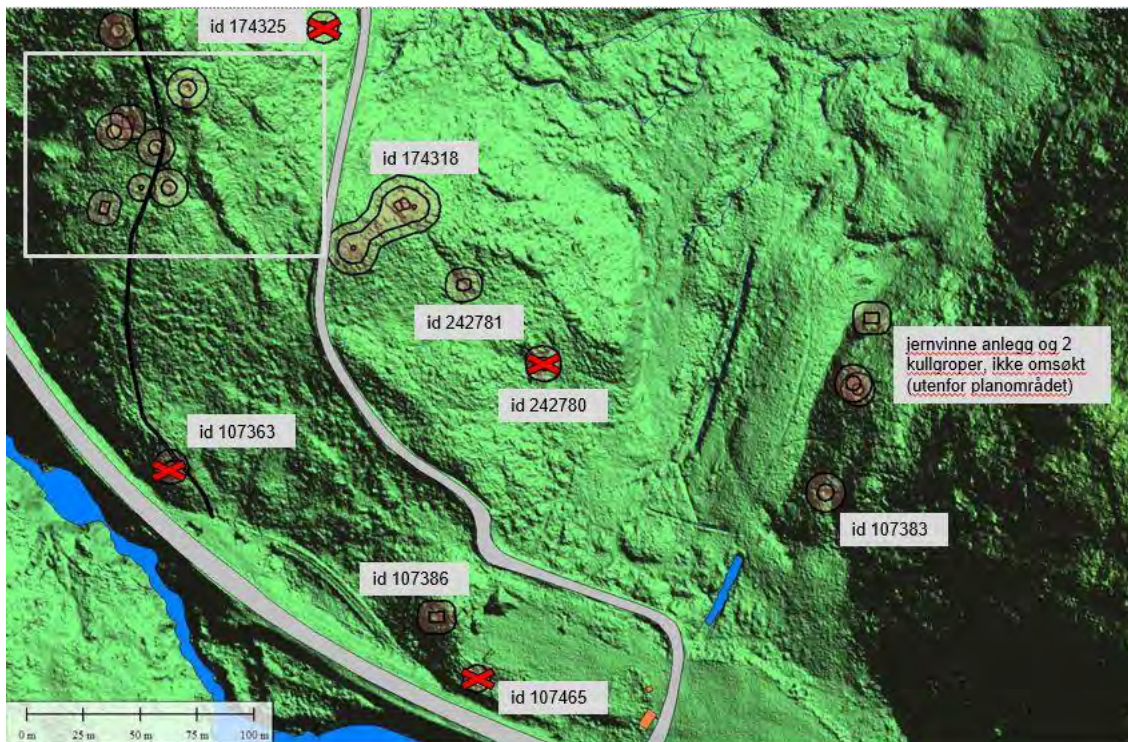 id 174325
id 174318
id 242781
jernvinne anlegg og 2
kullgroper, ikke omsøkt
(utenfor planområdet)
id 242780
id 107363
id 107383
id 107386
id 107465
0 m 25 m 50 m 75 m 100 m